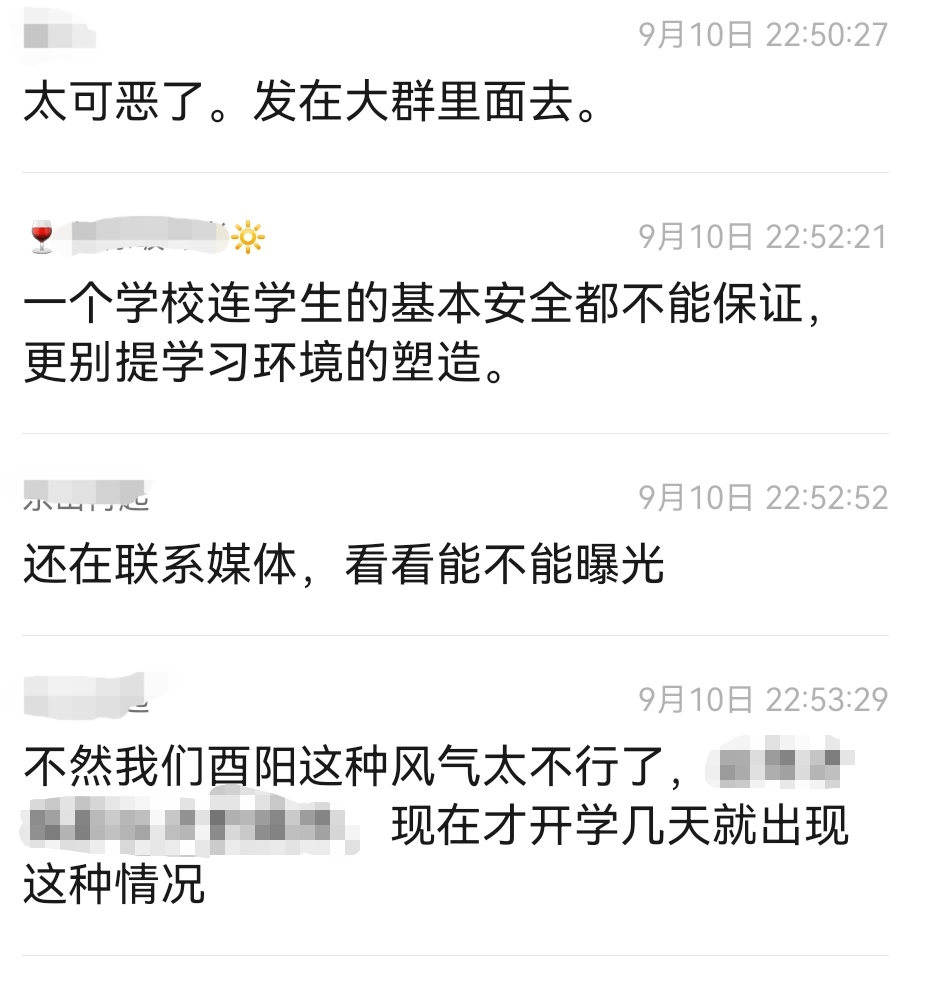 9月10日 22:50:27
太可恶了。发在大群里面去。
9月10日 22:52:21
一个学校连学生的基本安全都不能保证，
更别提学习环境的塑造。
9月10日 22:52:52
还在联系媒体，看看能不能曝光
9月10日 22:53:29
不然我们酉阳这种风气太不行了，
现在才开学几天就出现
这种情况